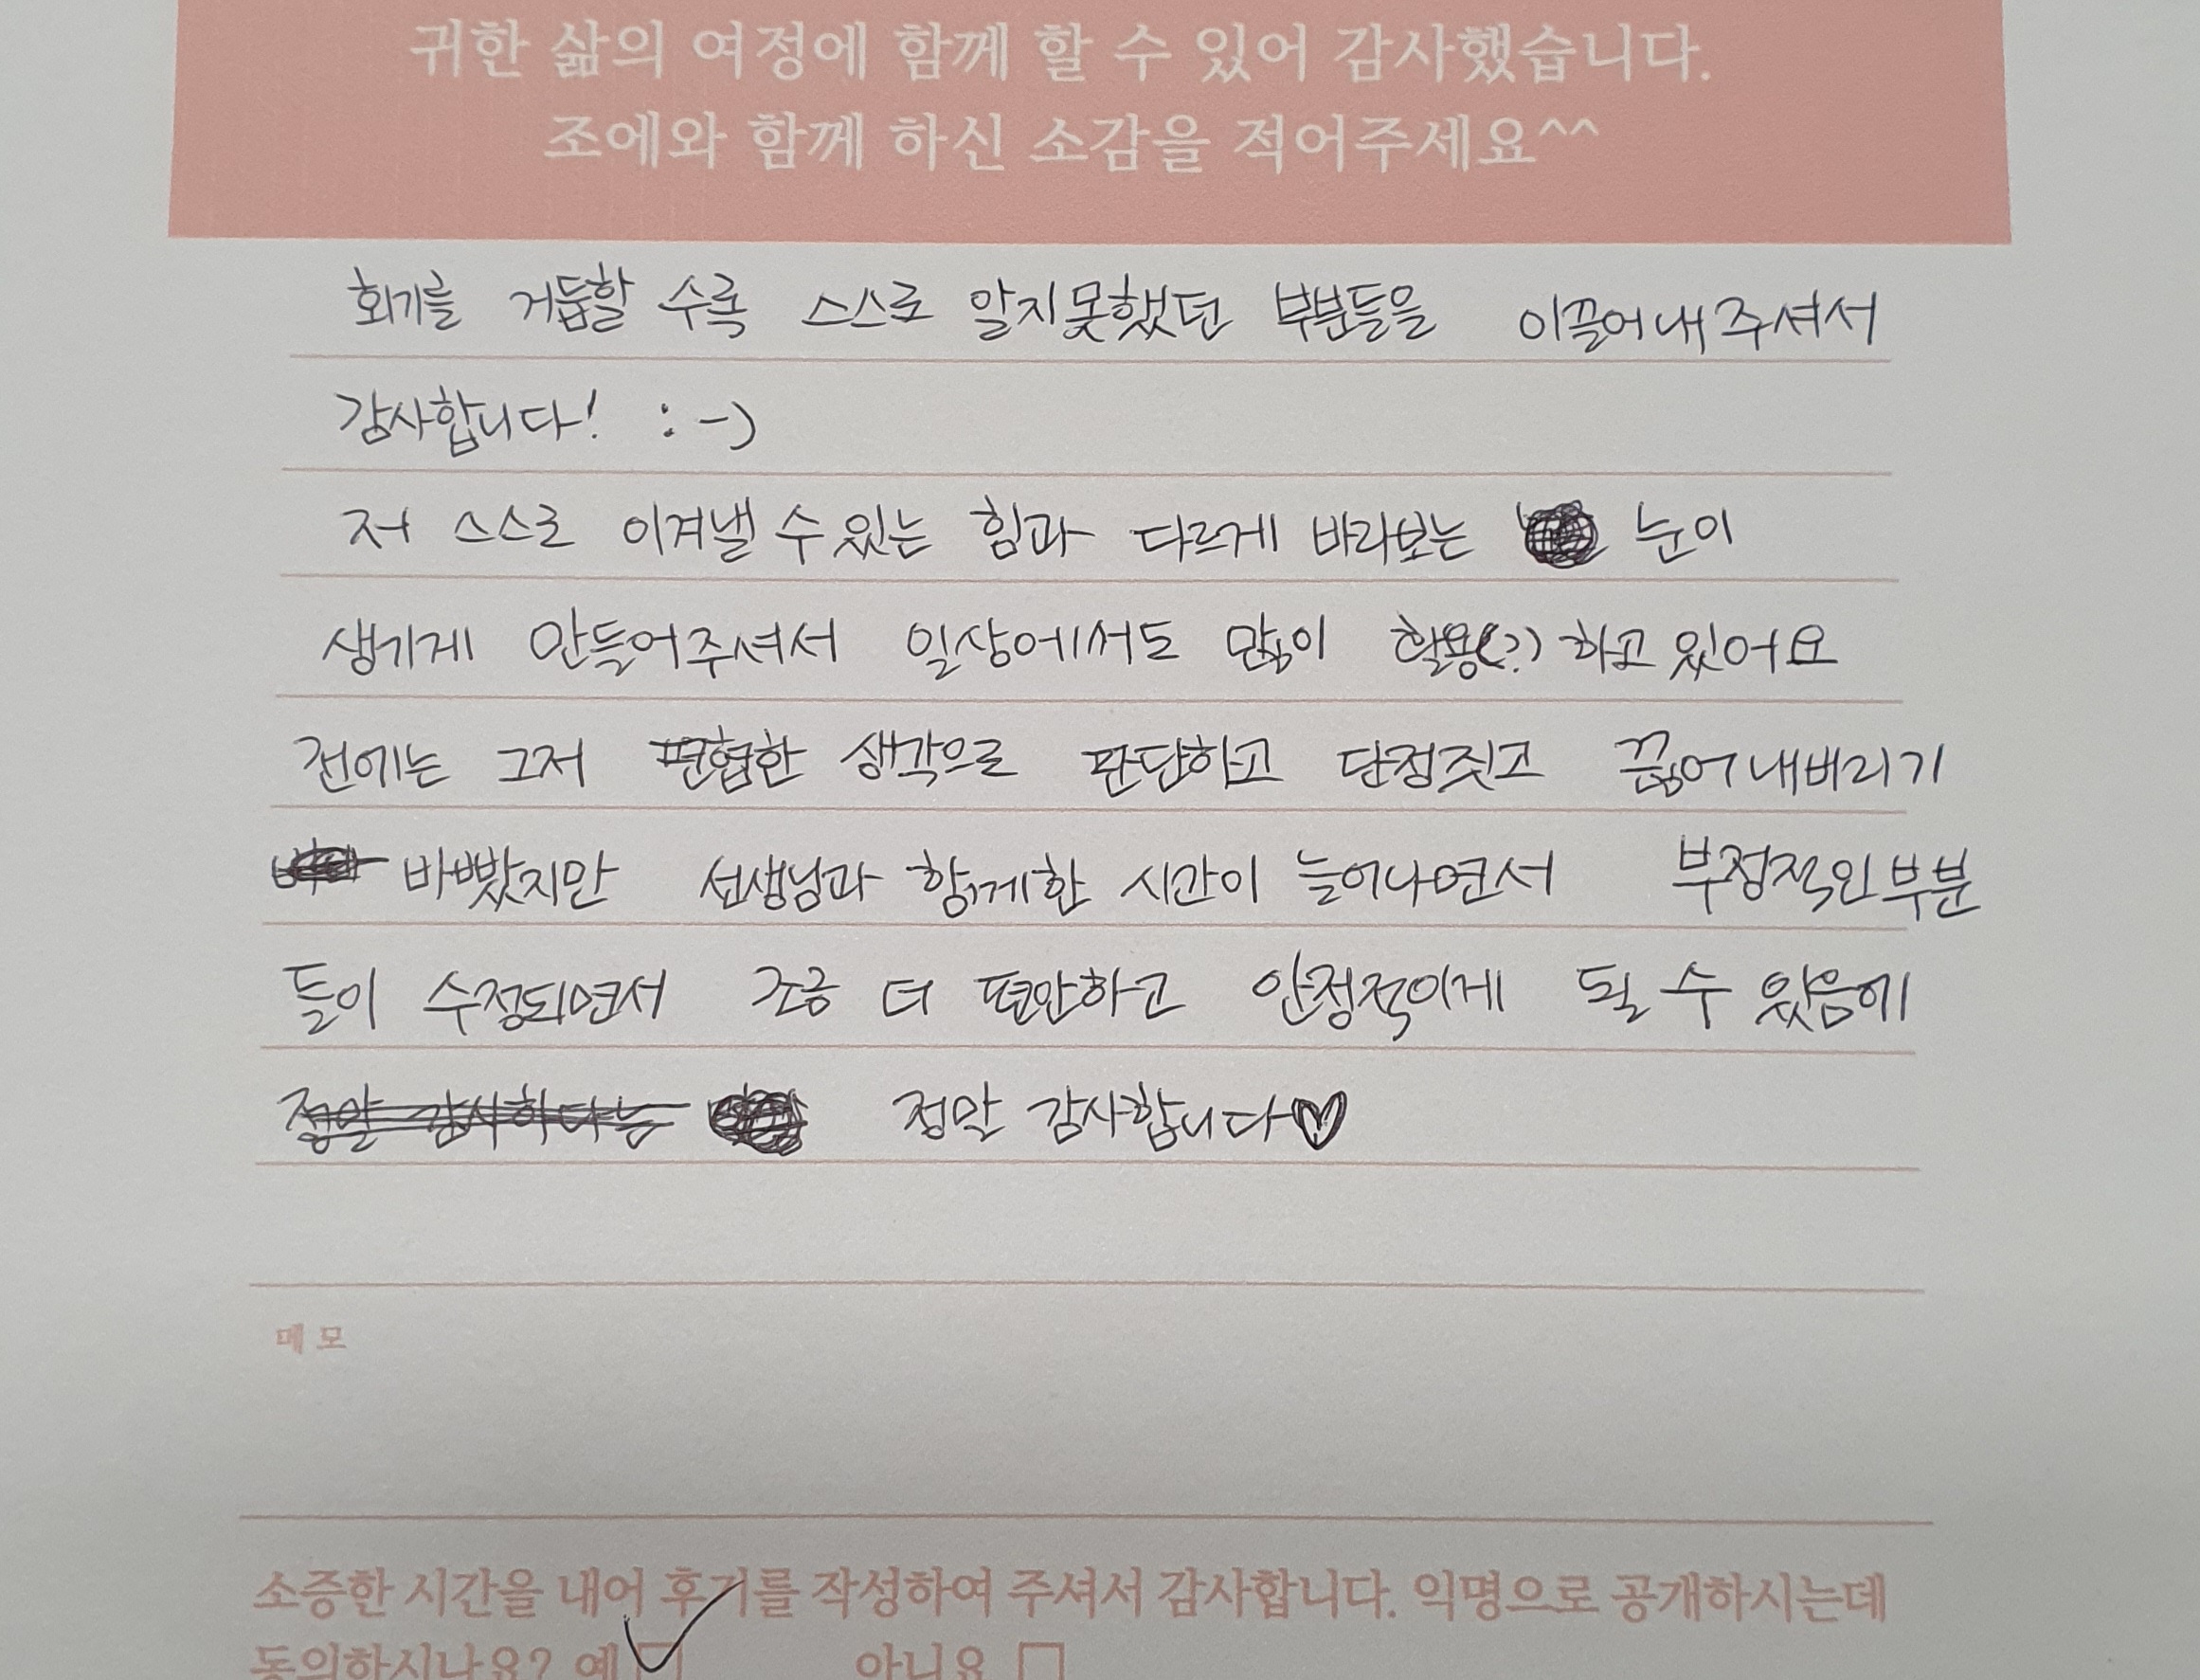 귀한 삶의 여정에 함께 할 수 있어 감사했습니다.
조에와 함께 하신 소감을 적어주세요^^
회기를 거듭할 수록 스스로 알지못했던 부분들을 이끌어내주셔서
감사합니다! :-)
저 스스로 이겨낼 수 있는 힘과 다르게 바라보는 눈이
생기게 만들어주셔서 일상에서도 많이 활용(?)하고 있어요
전에는 그저 편협한 생각으로 판단하고 단정짓고 끊어내버리기
바빴지만 선생님과 함께한 시간이 늘어나면서 부정적인부분
들이 수정되면서 조금 더 편안하고 안정적이게 될 수 있음에
정말 감사하다는 정말 감사합니다♡
메모
소중한 시간을 내어 후기를 작성하여 주셔서 감사합니다. 익명으로 공개하시는데
동의하시나요? 예 아니요